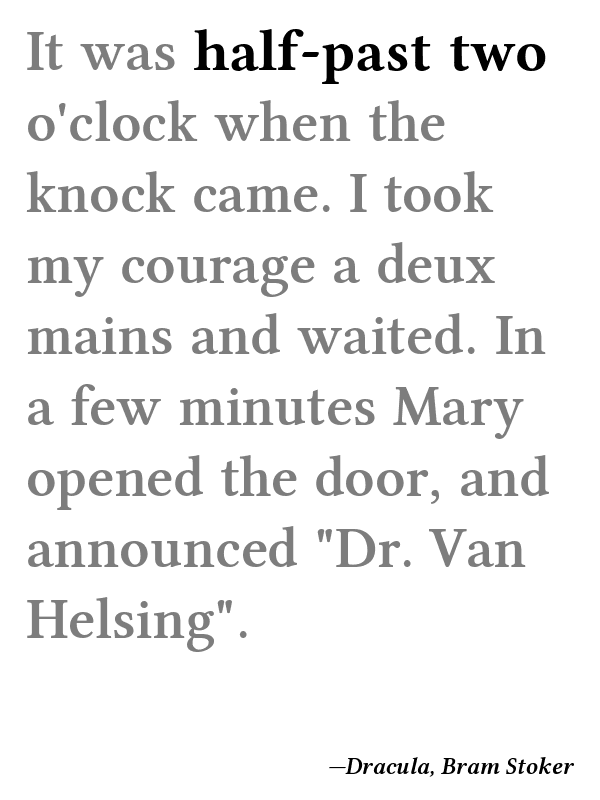 It was half-past two
o'clock when the
knock came. I took
my courage a deux
mains and waited. In
a few minutes Mary
opened the door, and
announced "Dr. Van
Helsing".
—Dracula, Bram Stoker